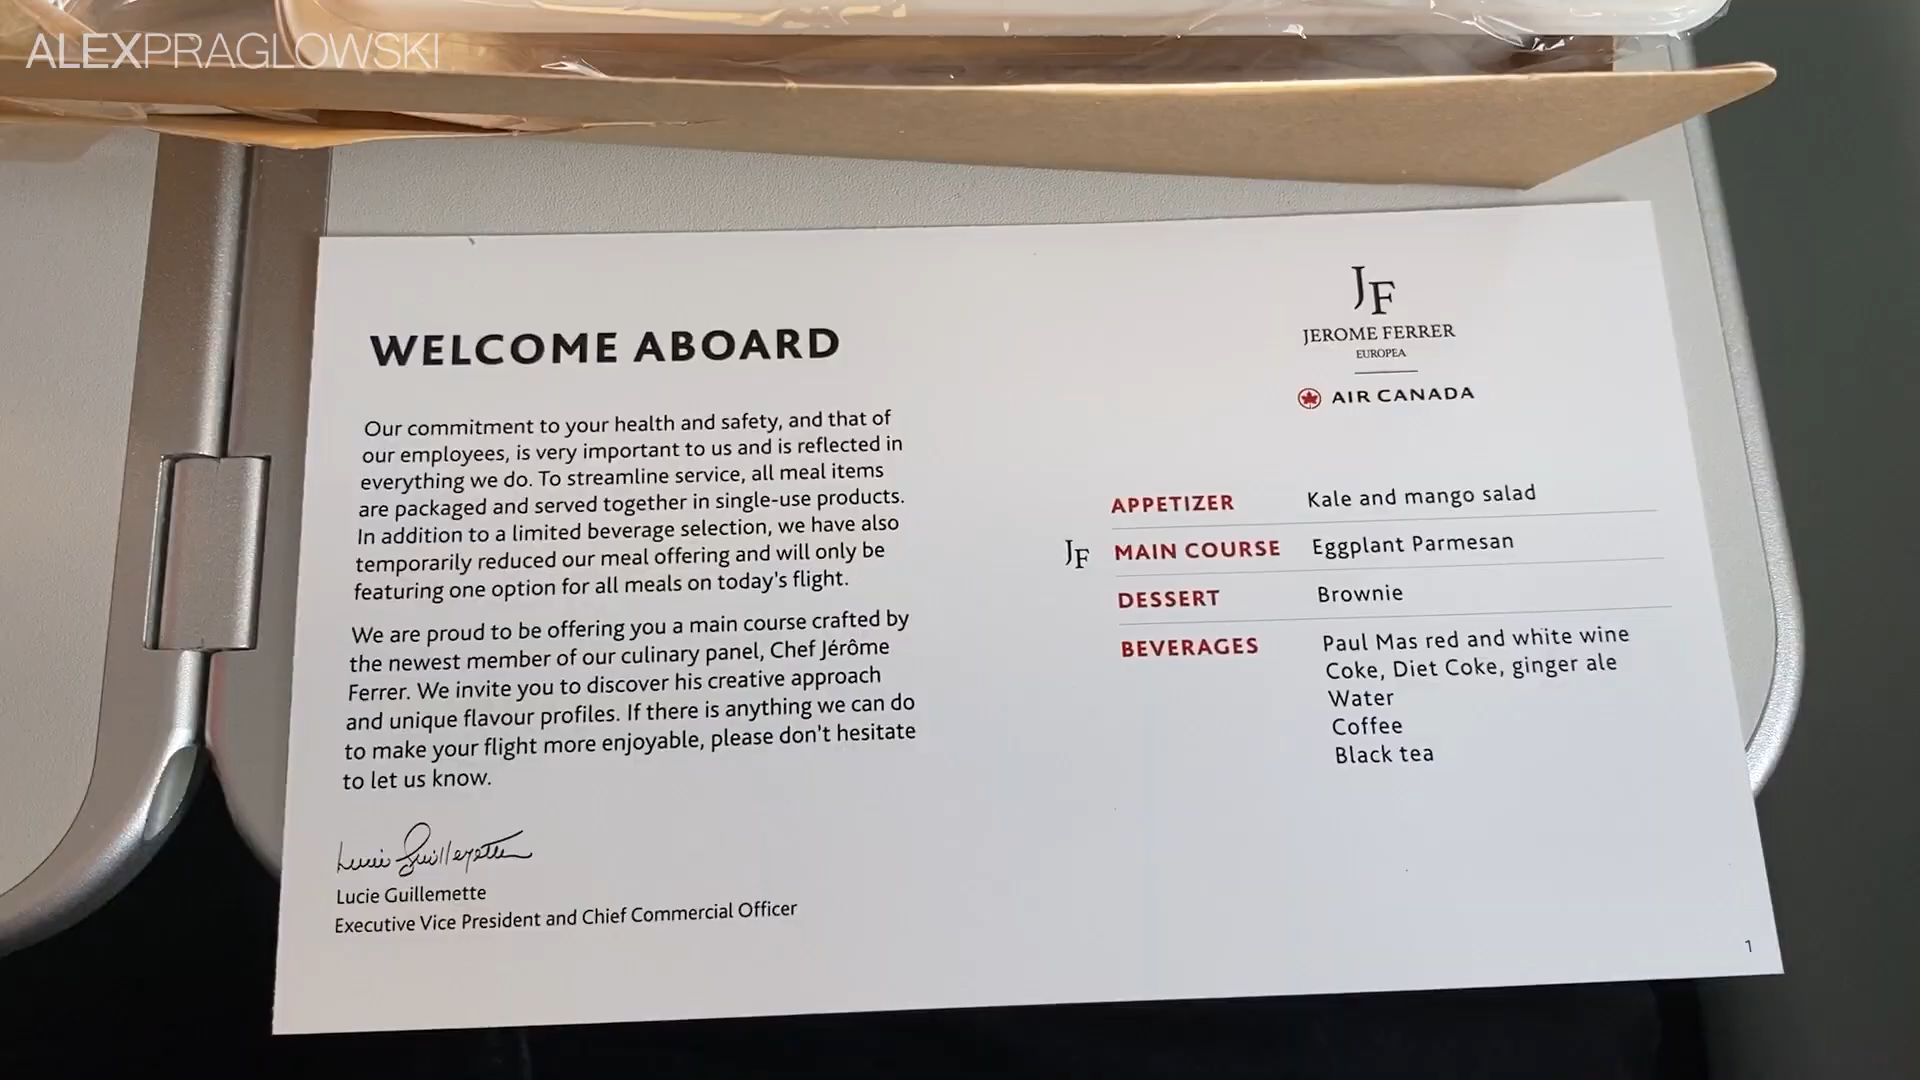 ALEXPRAGLOWSKI
WELCOME ABOARD
Our commitment to your health and safety, and that of
our employees, is very important to us and is reflected in
everything we do. To streamline service, all meal items
are packaged and served together in single-use products.
In addition to a limited beverage selection, we have also
temporarily reduced our meal offering and will only be
featuring one option for all meals on today's flight.
We are proud to be offering you a main course crafted by
the newest member of our culinary panel, Chef Jérôme
Ferrer. We invite you to discover his creative approach
and unique flavour profiles. If there is anything we can do
to make your flight more enjoyable, please don't hesitate
to let us know.
Lucie Guillemette
Lucie Guillemette
Executive Vice President and Chief Commercial Officer
JF
JEROME FERRER
EUROPEA
AIR CANADA
APPETIZER Kale and mango salad
JF MAIN COURSE Eggplant Parmesan
DESSERT Brownie
BEVERAGES Paul Mas red and white wine
Coke, Diet Coke, ginger ale
Water
Coffee
Black tea
1